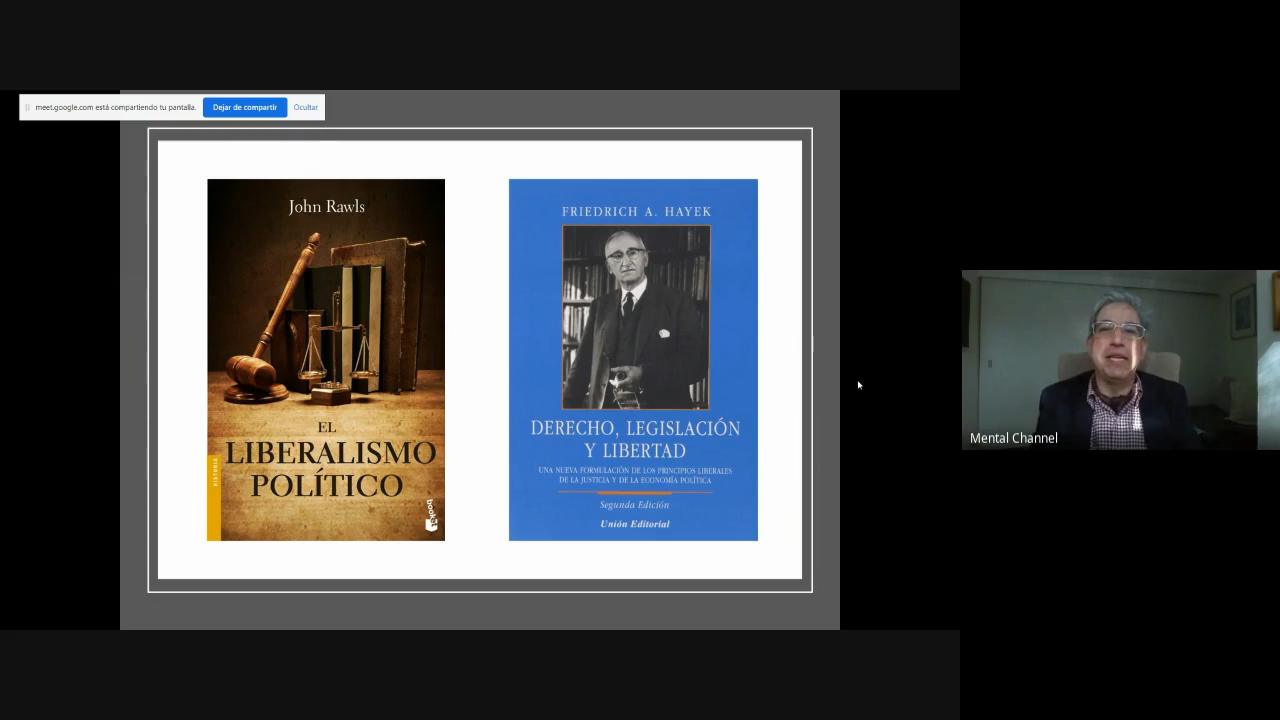 meet.google.com está compartiendo tu pantalla.
Dejar de compartir
Ocultar
John Rawls
EL
LIBERALISMO
POLÍTICO
HISTORIA
booket
FRIEDRICH A. HAYEK
DERECHO, LEGISLACIÓN
Y LIBERTAD
UNA NUEVA FORMULACIÓN DE LOS PRINCIPIOS LIBERALES
DE LA JUSTICIA Y DE LA ECONOMÍA POLÍTICA
Segunda Edición
Unión Editorial
Mental Channel